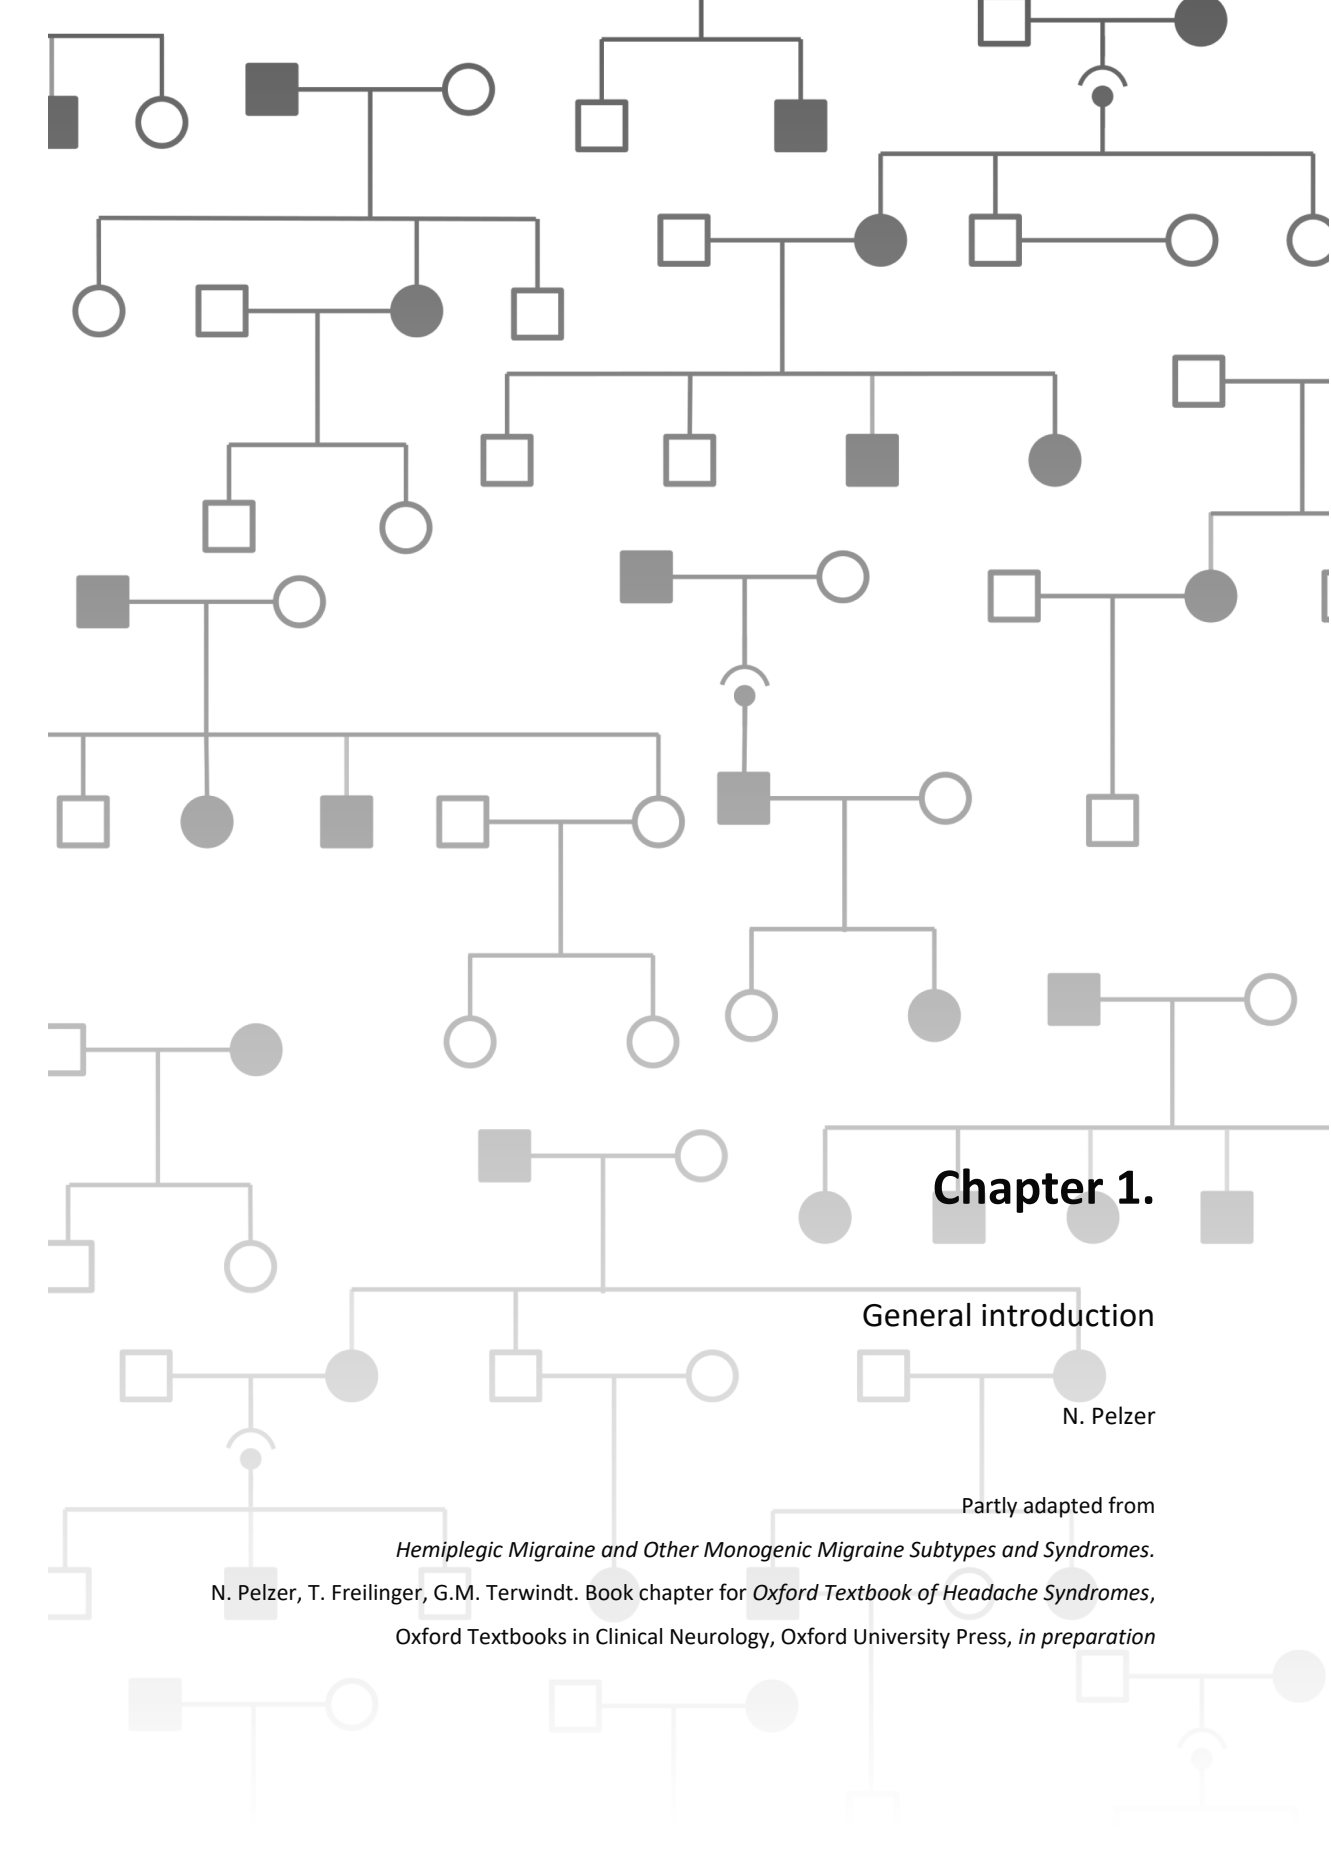 Chapter 1.
General introduction
N. Pelzer
Partly adapted from
Hemiplegic Migraine and Other Monogenic Migraine Subtypes and Syndromes.
N. Pelzer, T. Freilinger, G.M. Terwindt. Book chapter for Oxford Textbook of Headache Syndromes,
Oxford Textbooks in Clinical Neurology, Oxford University Press, in preparation